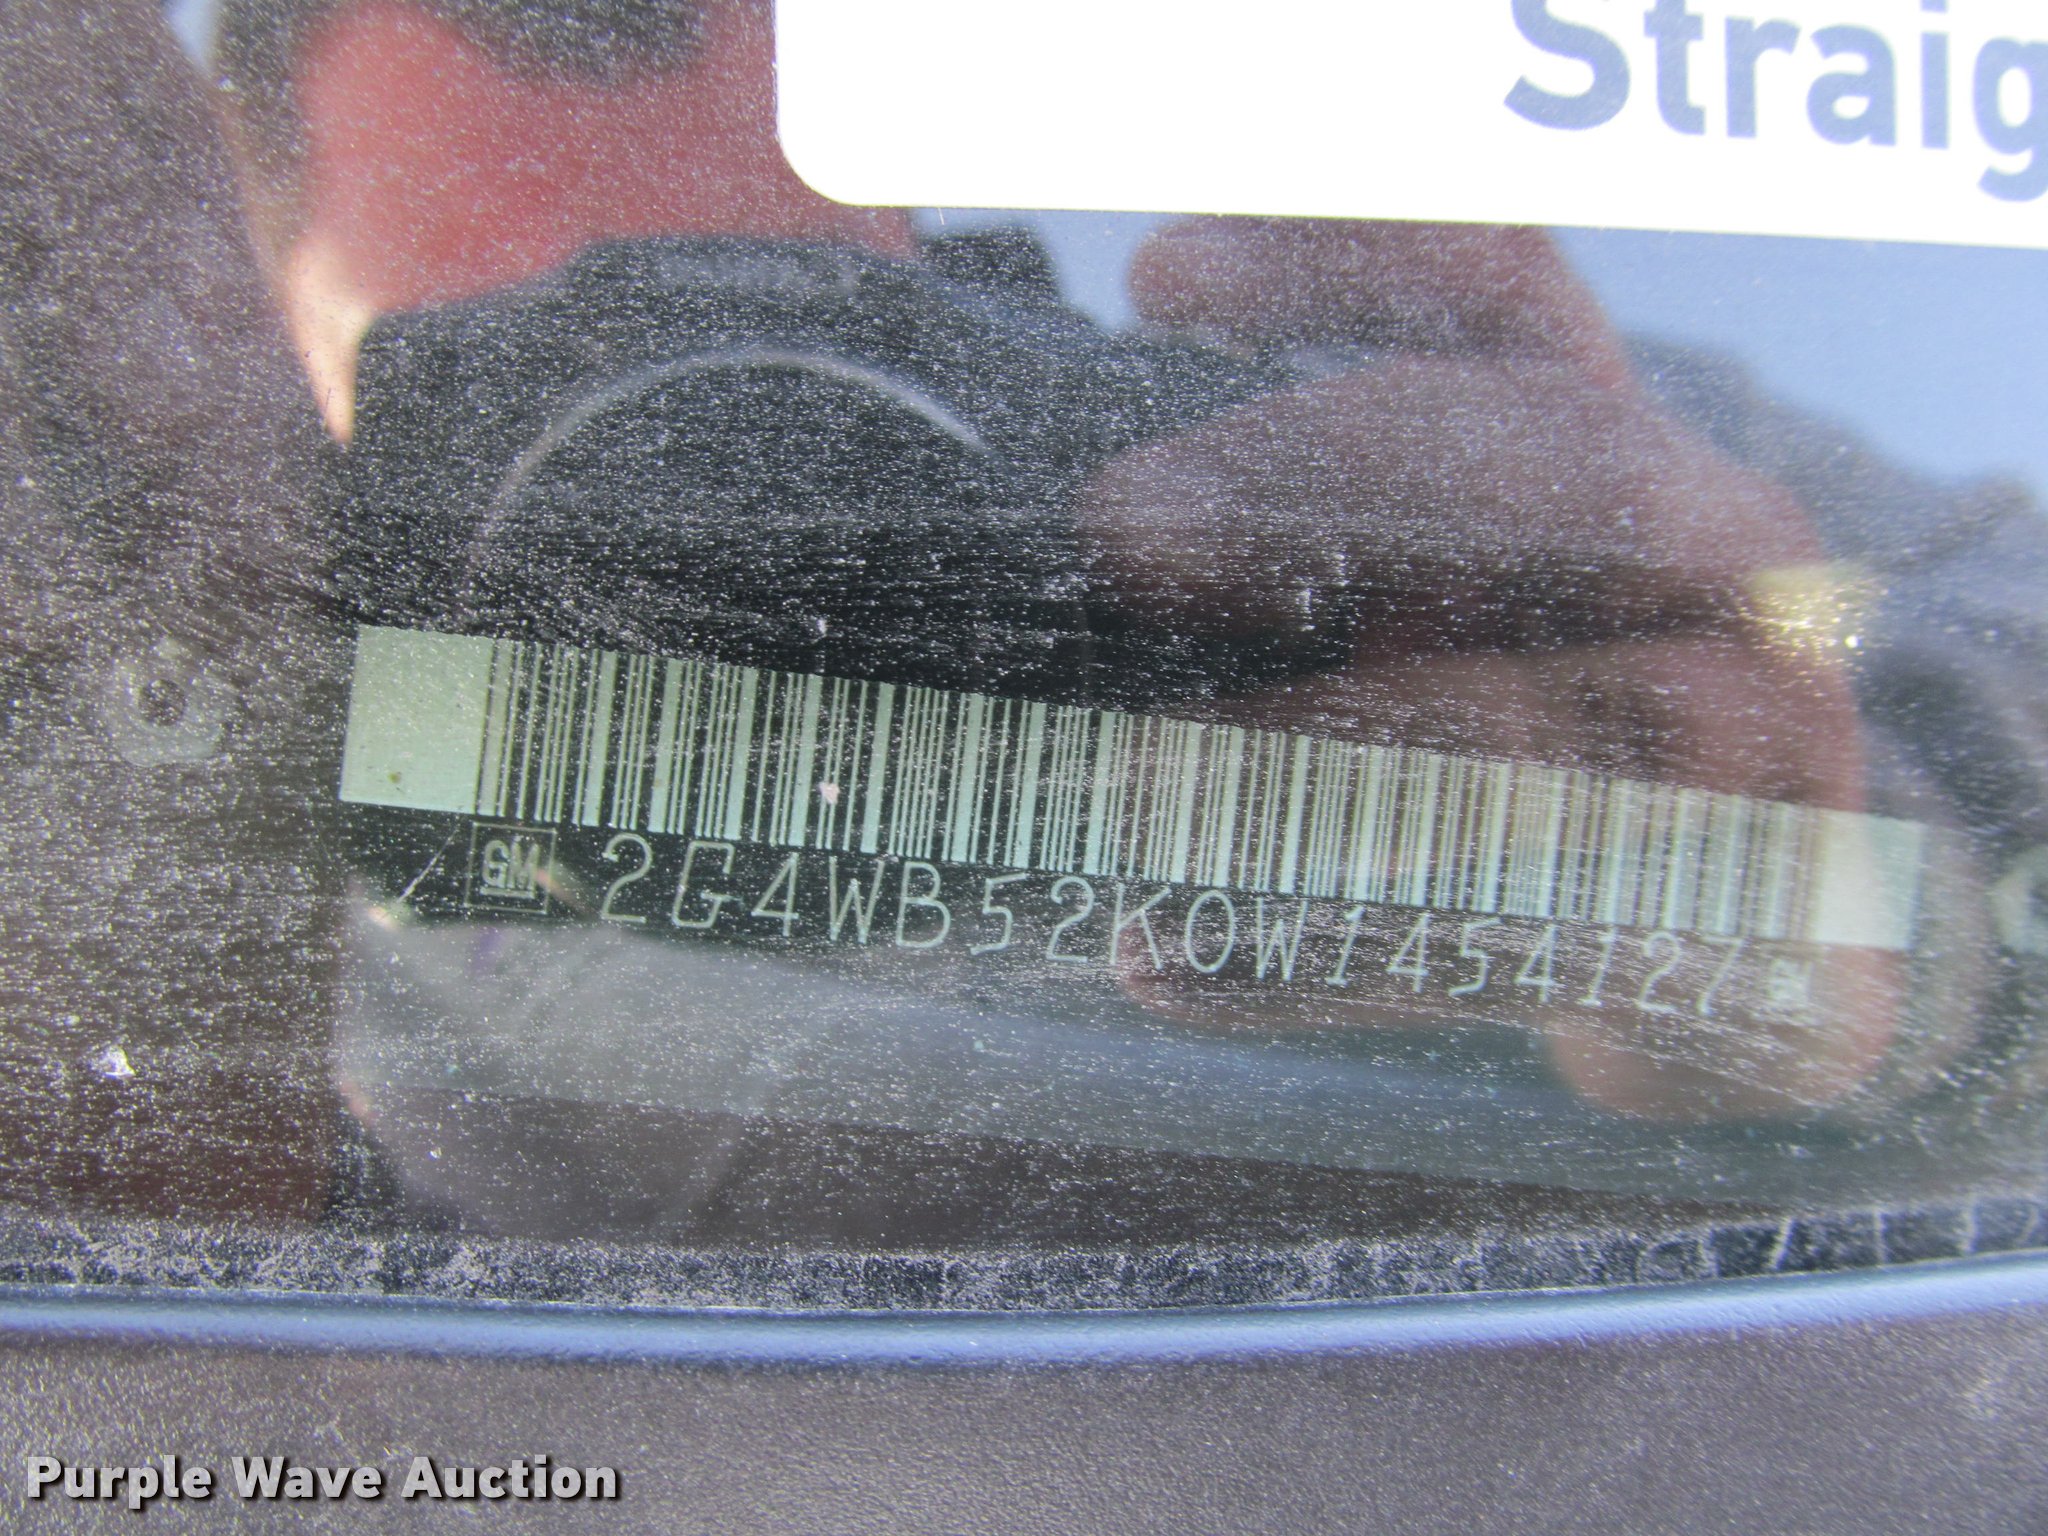 Straig
GM 2G4WB52K0W1454127
Purple Wave Auction